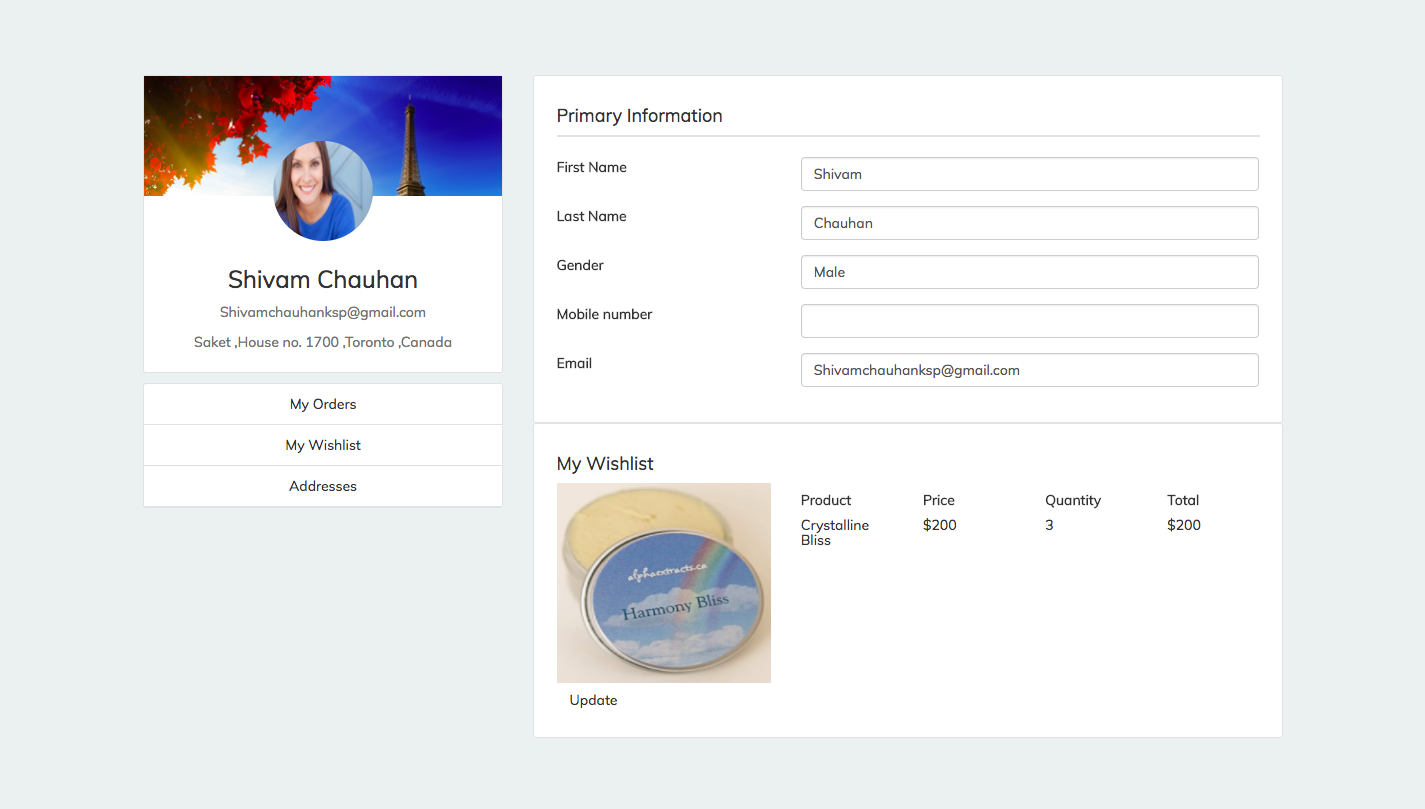 Shivam Chauhan
Shivamchauhanksp@gmail.com
Saket ,House no. 1700 ,Toronto ,Canada
My Orders
My Wishlist
Addresses
Primary Information
First Name
Shivam
Last Name
Chauhan
Gender
Male
Mobile number
Email
Shivamchauhanksp@gmail.com
My Wishlist
alphaextracts.ca
Harmony Bliss
Update
Product Price Quantity Total
Crystalline $200 3 $200
Bliss